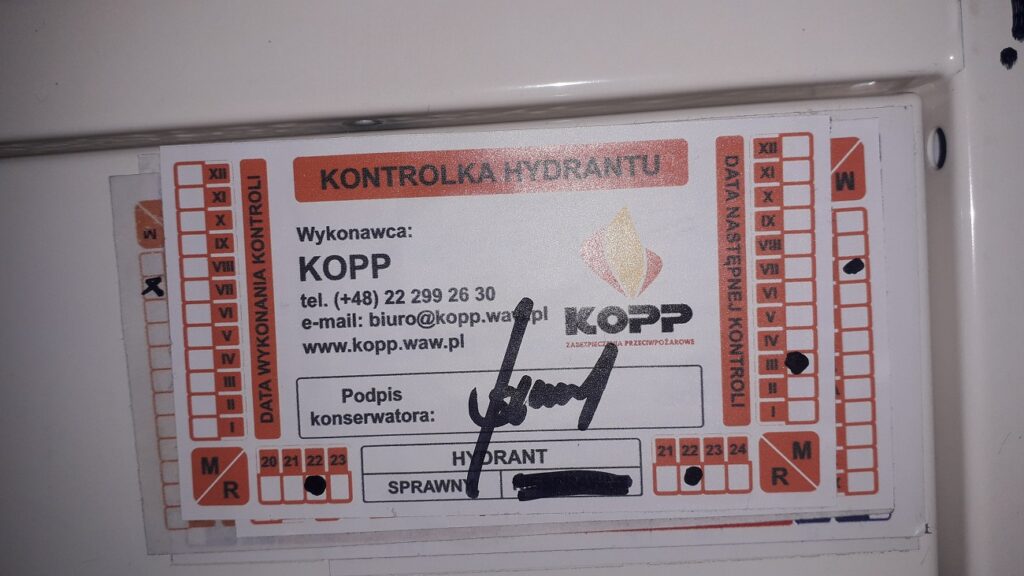 KONTROLKA HYDRANTU
XII
XI
X
IX
VIII
VII
VI
V
IV
III
II
I
DATA WYKONANIA KONTROLI
Wykonawca:
KOPP
tel. (+48) 22 299 26 30
e-mail: biuro@kopp.waw.pl
www.kopp.waw.pl
KOPP
ZABEZPIECZENIA PRZECIWPOŻAROWE
DATA NASTĘPNEJ KONTROLI
XII
XI
X
IX
VIII
VII
VI
V
IV
III
II
I
Podpis
konserwatora:
M
R
20 21 22 23
HYDRANT
SPRAWNY
21 22 23 24
M
R
M
M